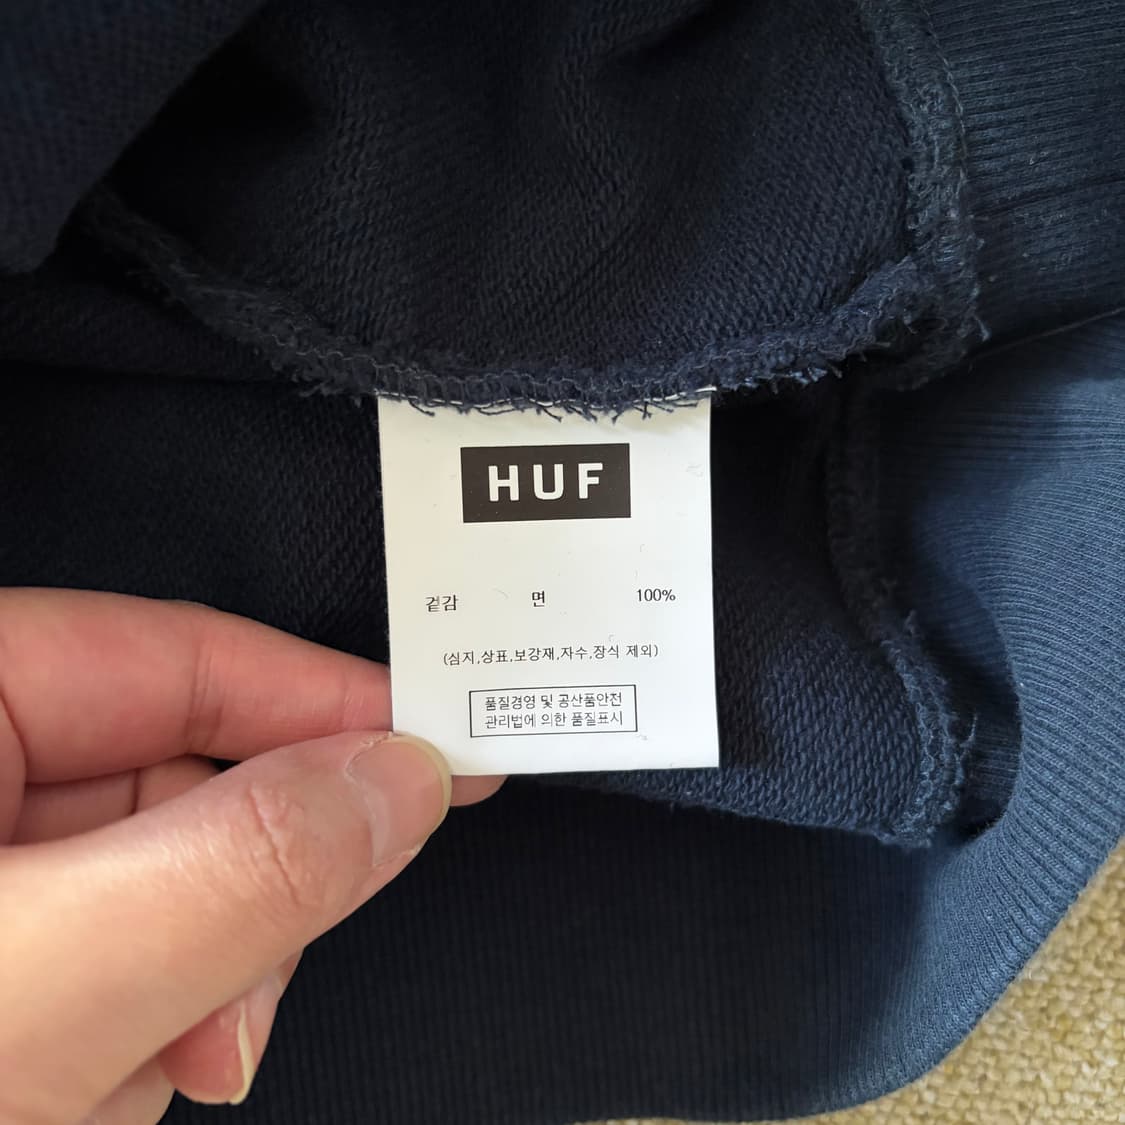 HUF
겉감 면 100%
(심지,상표,보강재,자수,장식 제외)
품질경영 및 공산품안전
관리법에 의한 품질표시